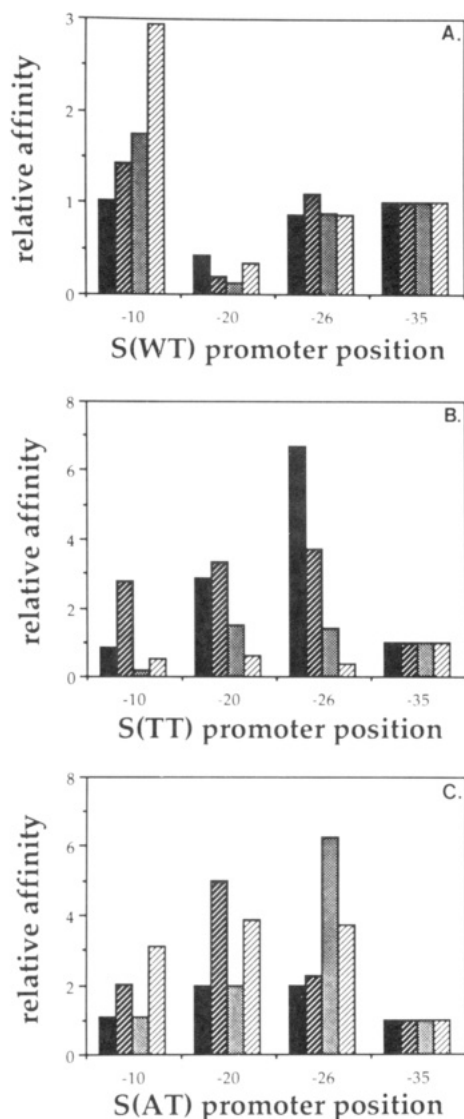 A.
3
2
1
0
relative affinity
-10 -20 -26 -35
S(WT) promoter position
B.
8
6
4
2
0
relative affinity
-10 -20 -26 -35
S(TT) promoter position
C.
8
6
4
2
0
relative affinity
-10 -20 -26 -35
S(AT) promoter position